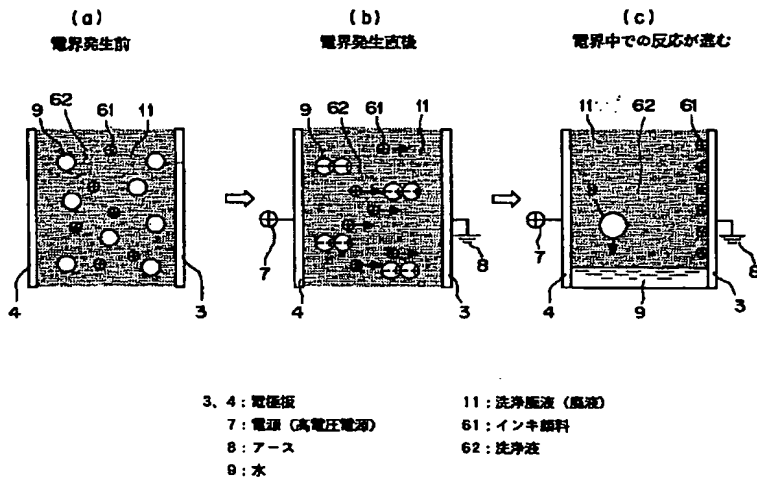 (a)
(b)
(c)
電界発生前
電界発生直後
電界中での反応が進む
9 62 61 11
9 62 61 11
11 62 61
7
8
7
8
4
3
4
3
4
9
3
3、4：電極板
7：電源（高電圧電源）
8：アース
9：水
11：洗浄廃液（廃液）
61：インキ顔料
62：洗浄液